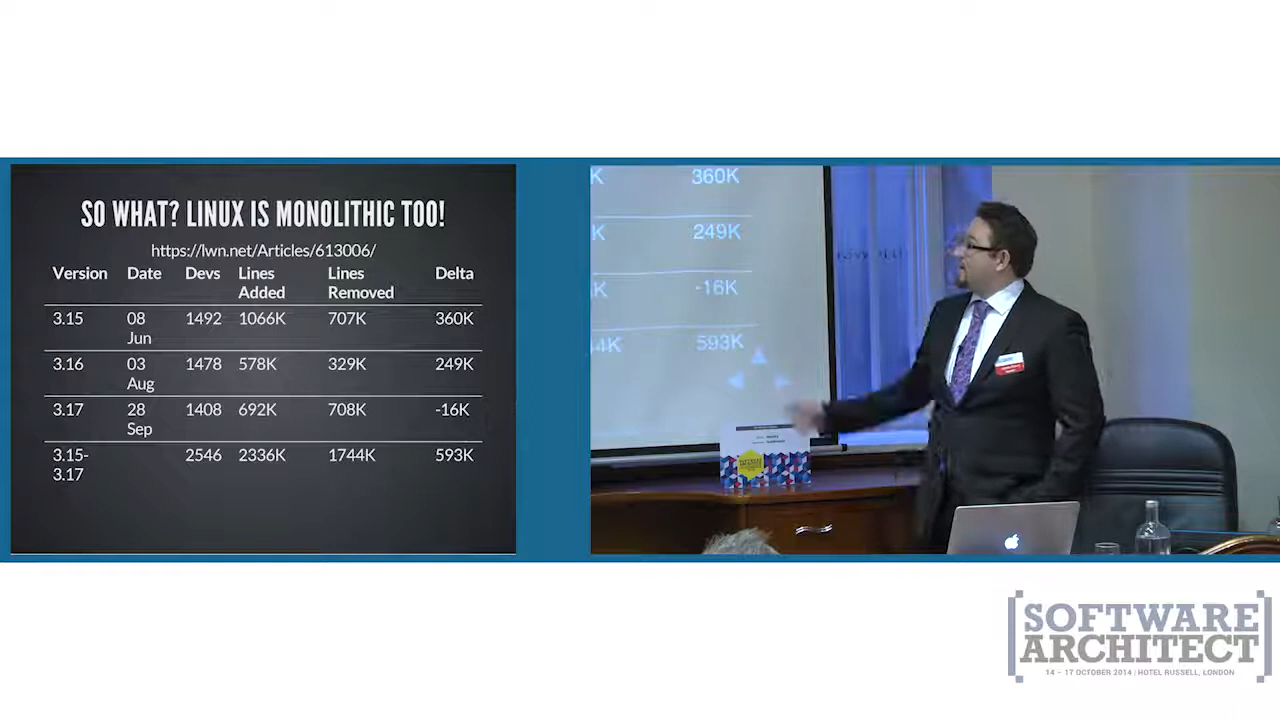 SO WHAT? LINUX IS MONOLITHIC TOO!
https://lwn.net/Articles/613006/
Version Date Devs Lines Added Lines Removed Delta
3.15 08 Jun 1492 1066K 707K 360K
3.16 03 Aug 1478 578K 329K 249K
3.17 28 Sep 1408 692K 708K -16K
3.15-3.17 2546 2336K 1744K 593K
K 360K
K 249K
K -16K
4K 593K
SOFTWARE
ARCHITECT
[SOFTWARE
ARCHITECT]
14 – 17 OCTOBER 2014 | HOTEL RUSSELL, LONDON